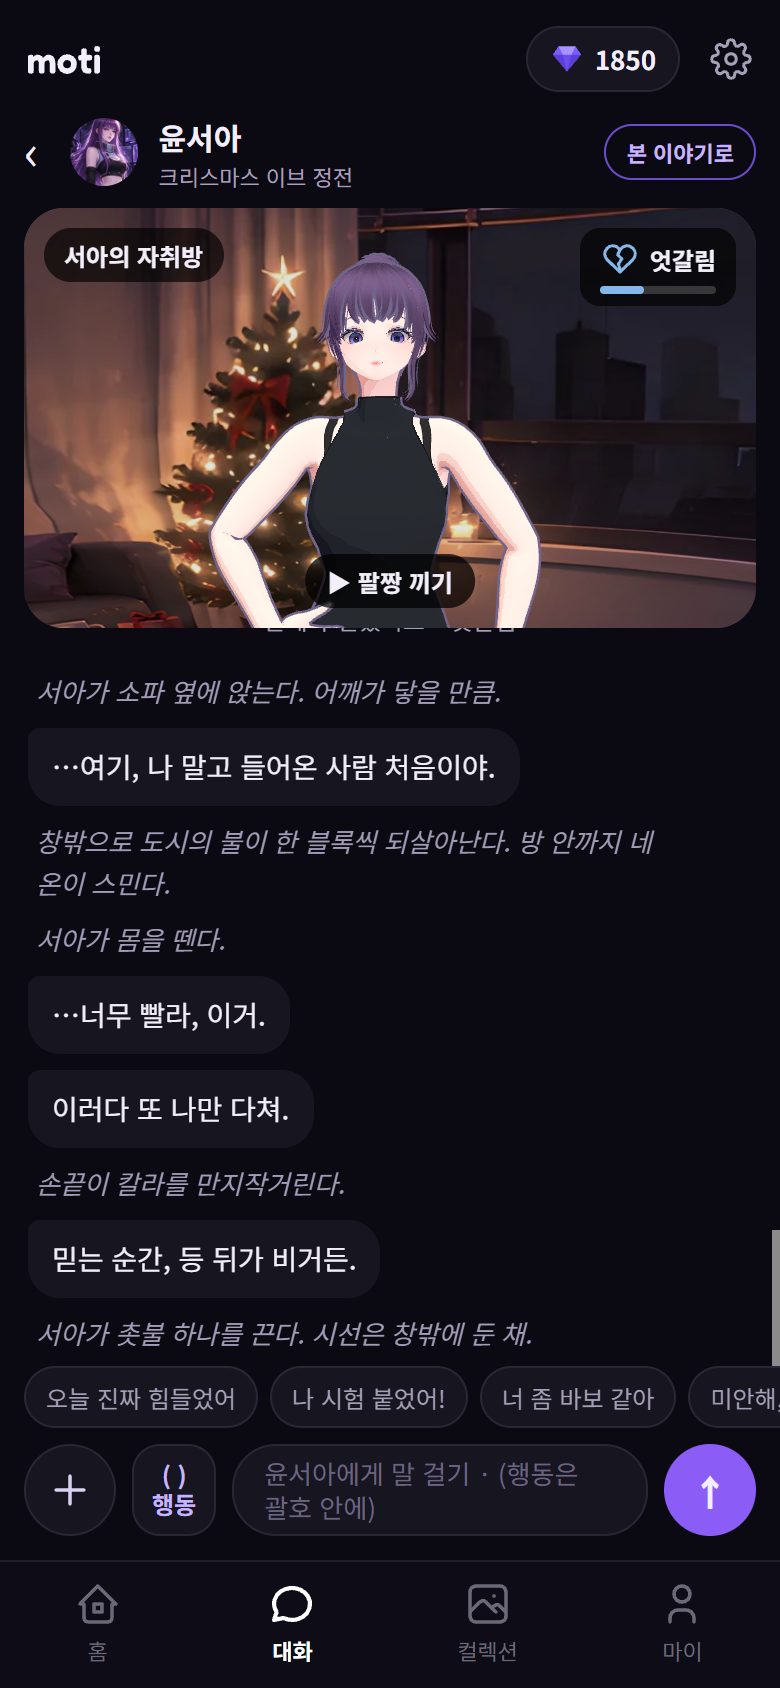 moti
1850
윤서아
크리스마스 이브 정전
본 이야기로
서아의 자취방
엇갈림
▶ 팔짱 끼기
서아가 소파 옆에 앉는다. 어깨가 닿을 만큼.
…여기, 나 말고 들어온 사람 처음이야.
창밖으로 도시의 불이 한 블록씩 되살아난다. 방 안까지 네
온이 스민다.
서아가 몸을 뗀다.
…너무 빨라, 이거.
이러다 또 나만 다쳐.
손끝이 칼라를 만지작거린다.
믿는 순간, 등 뒤가 비거든.
서아가 촛불 하나를 끈다. 시선은 창밖에 둔 채.
오늘 진짜 힘들었어
나 시험 붙었어!
너 좀 바보 같아
미안해,
( )
행동
윤서아에게 말 걸기 · (행동은
괄호 안에)
홈
대화
컬렉션
마이